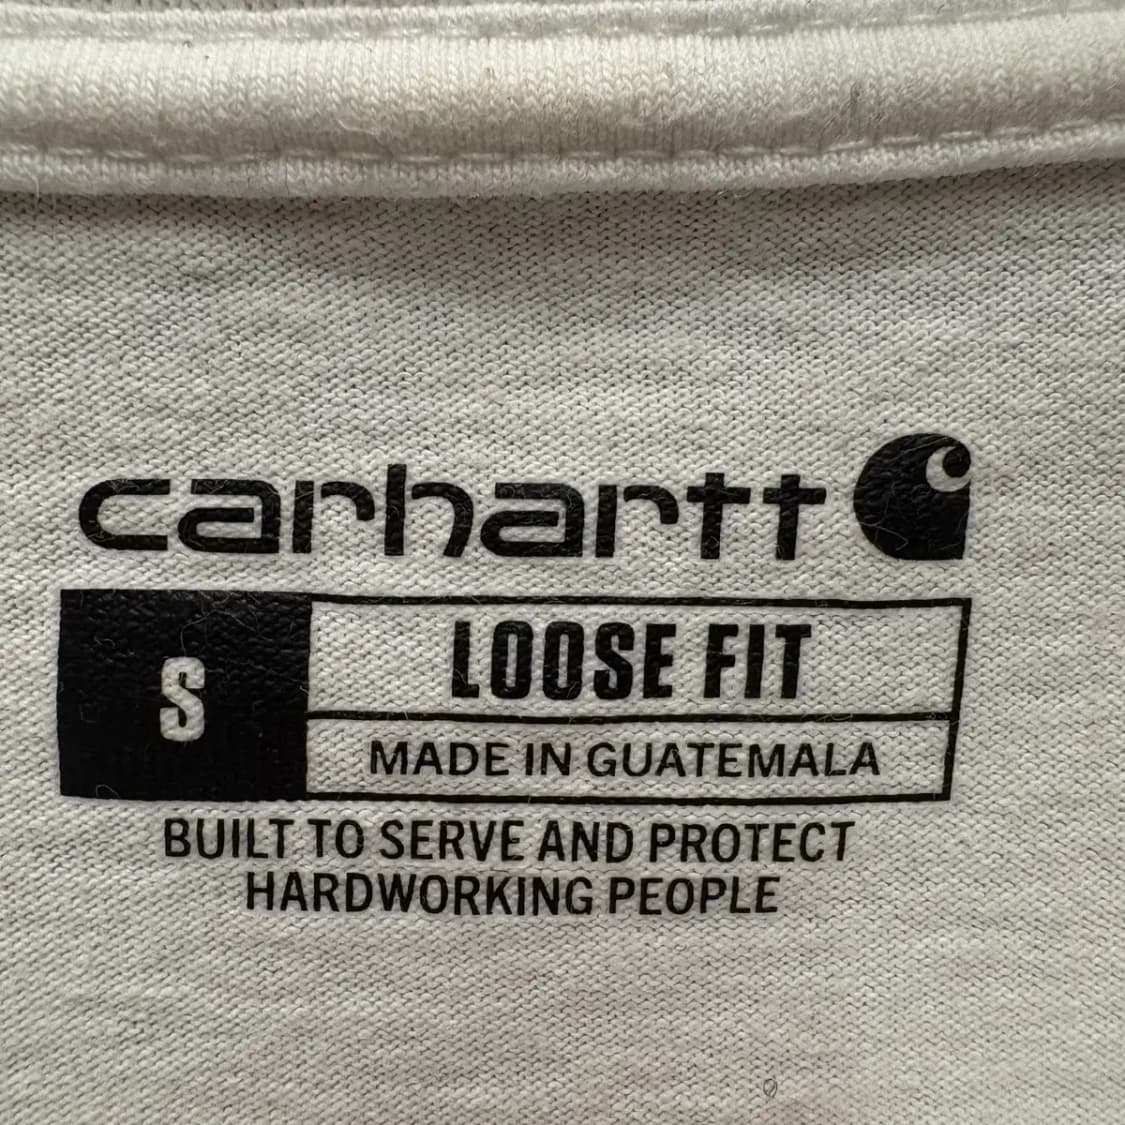 carhartt
S
LOOSE FIT
MADE IN GUATEMALA
BUILT TO SERVE AND PROTECT
HARDWORKING PEOPLE